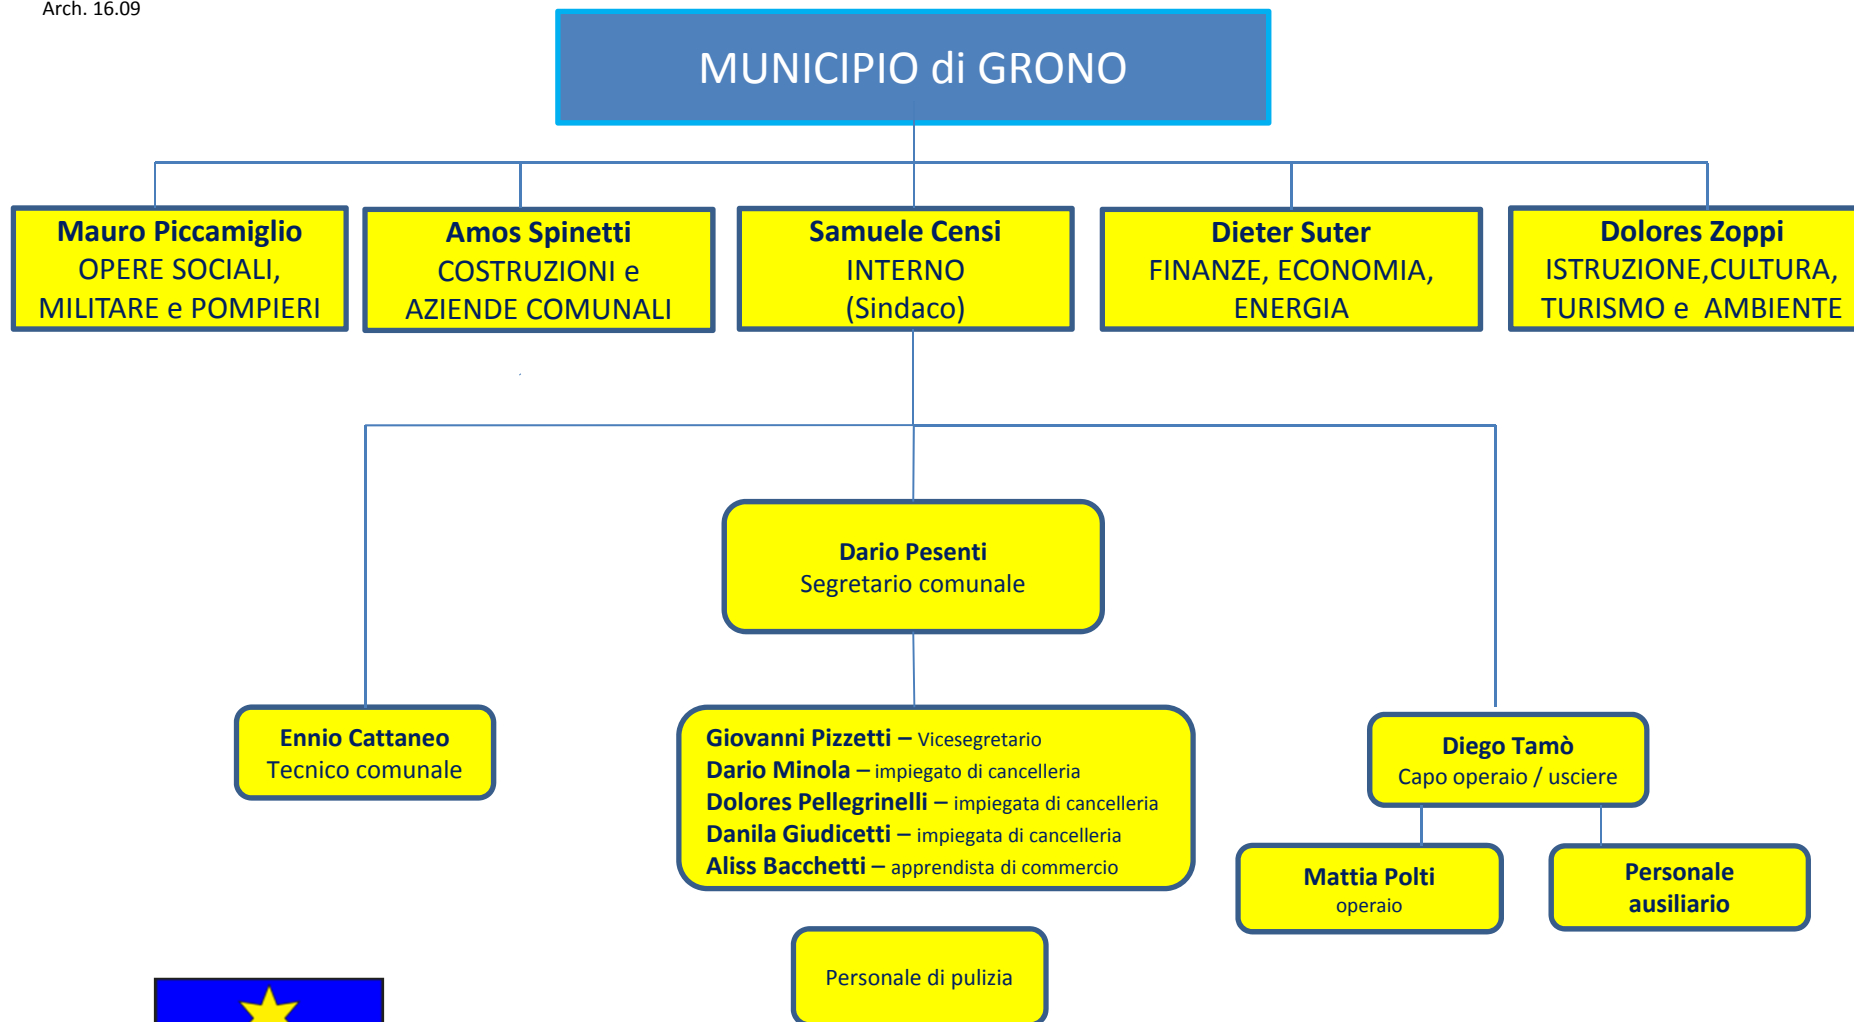 Arch. 16.09
MUNICIPIO di GRONO
Mauro Piccamiglio
OPERE SOCIALI,
MILITARE e POMPIERI
Amos Spinetti
COSTRUZIONI e
AZIENDE COMUNALI
Samuele Censi
INTERNO
(Sindaco)
Dieter Suter
FINANZE, ECONOMIA,
ENERGIA
Dolores Zoppi
ISTRUZIONE,CULTURA,
TURISMO e AMBIENTE
Dario Pesenti
Segretario comunale
Ennio Cattaneo
Tecnico comunale
Giovanni Pizzetti – Vicesegretario
Dario Minola – impiegato di cancelleria
Dolores Pellegrinelli – impiegata di cancelleria
Danila Giudicetti – impiegata di cancelleria
Aliss Bacchetti – apprendista di commercio
Diego Tamò
Capo operaio / usciere
Mattia Polti
operaio
Personale
ausiliario
Personale di pulizia